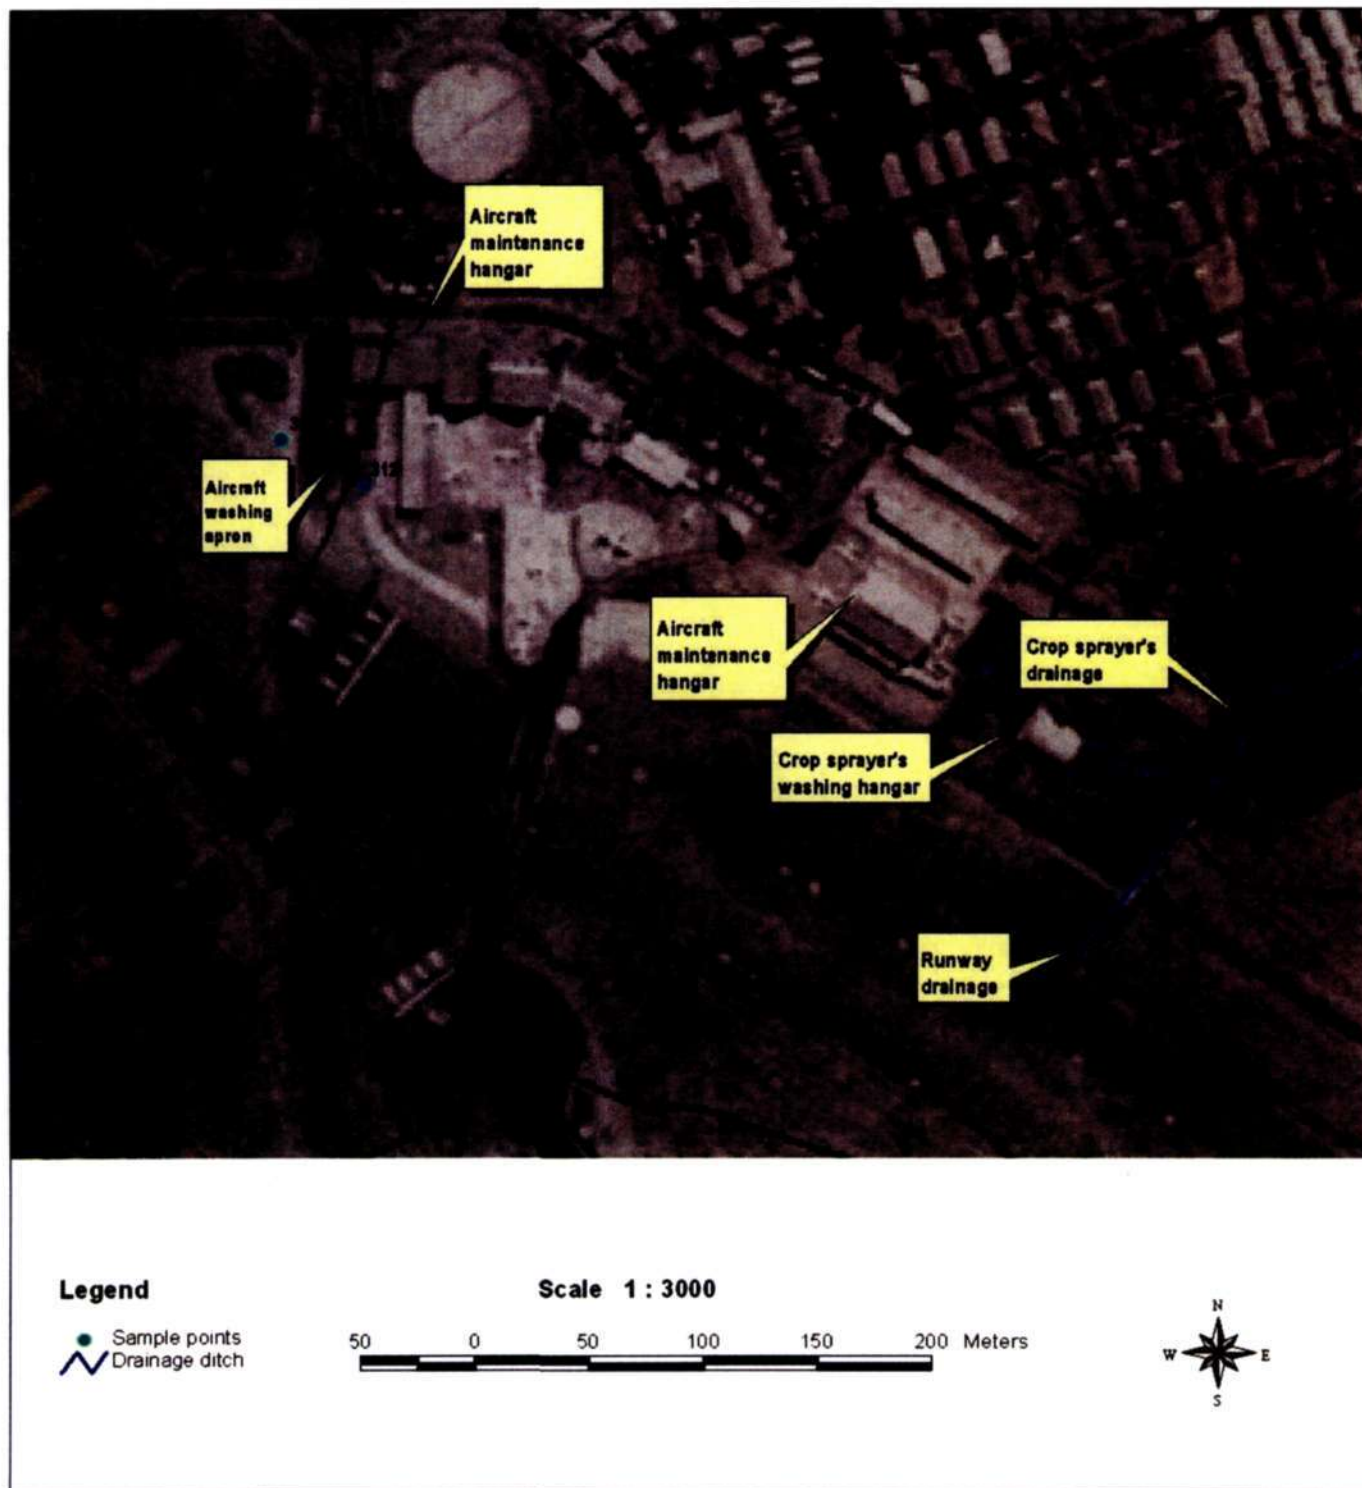 Aircraft
maintenance
hangar
Aircraft
washing
apron
Aircraft
maintenance
hangar
Crop sprayer's
drainage
Crop sprayer's
washing hangar
Runway
drainage
Legend
Sample points
Drainage ditch
Scale 1 : 3000
50 0 50 100 150 200 Meters
N
W E
S